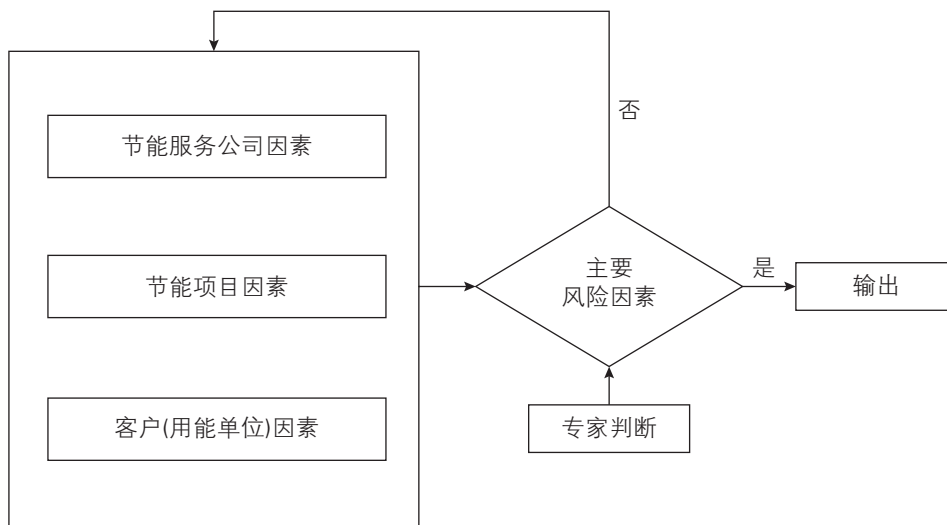 否
节能服务公司因素
主要
风险因素
是
输出
节能项目因素
客户(用能单位)因素
专家判断